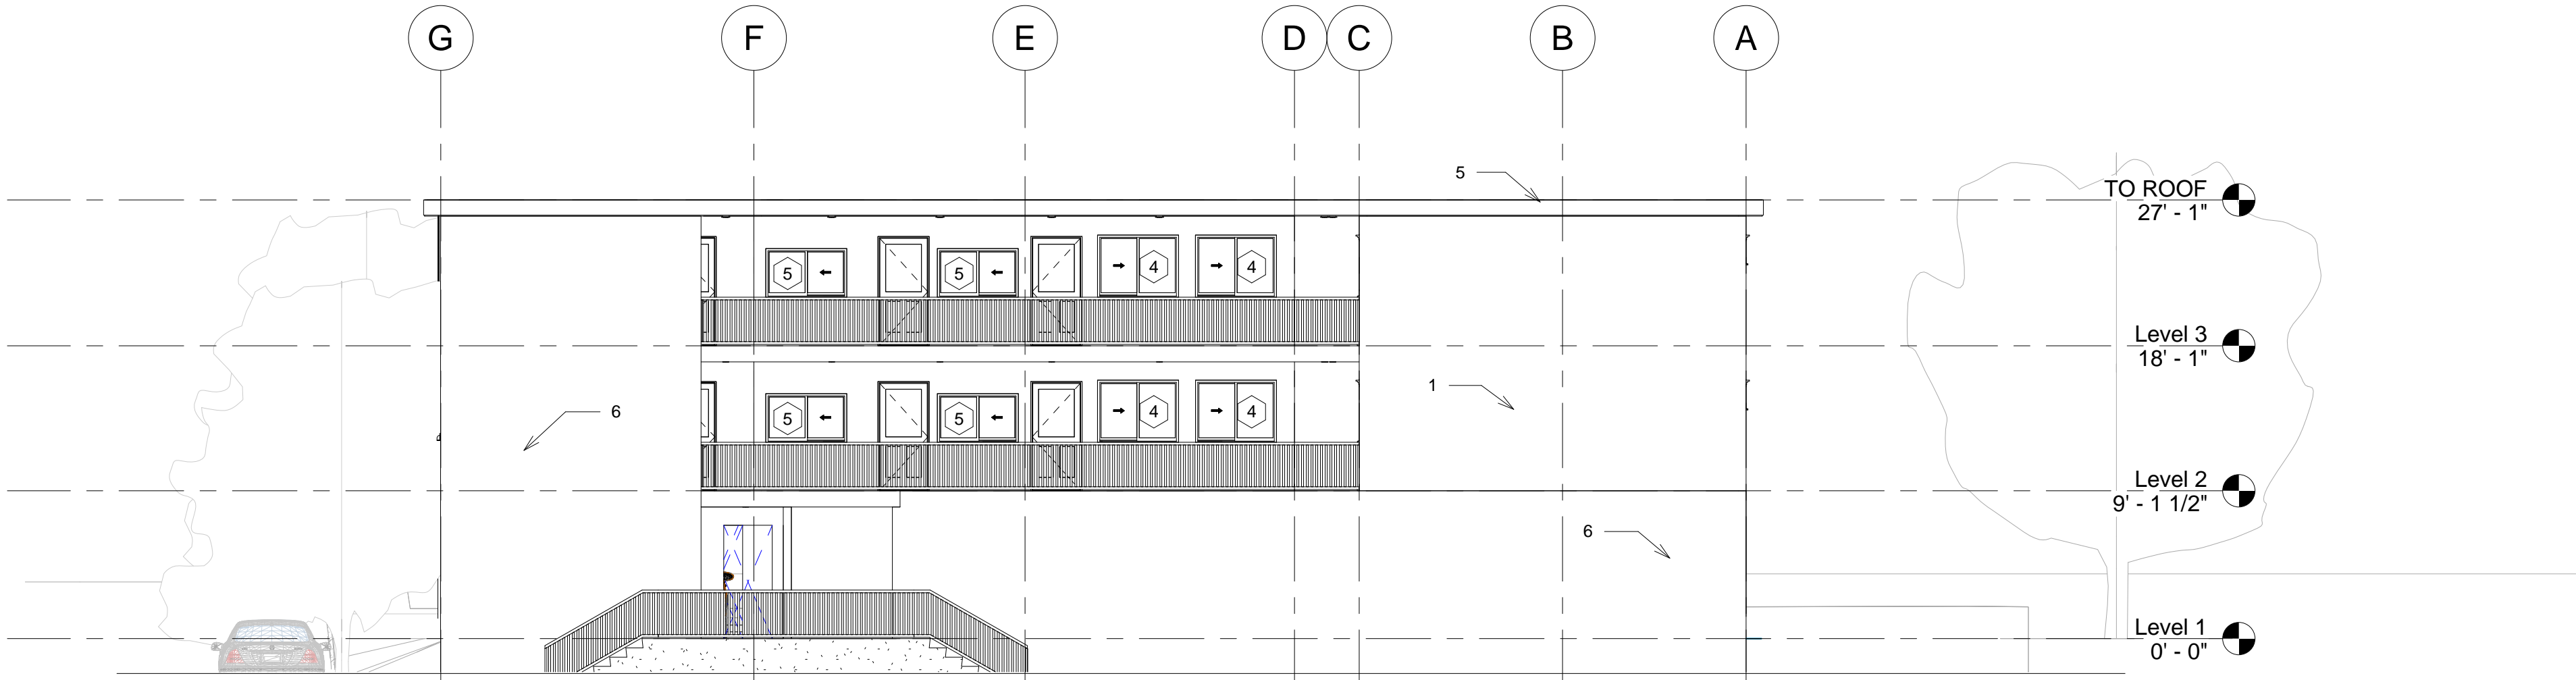 G F E D C B A
5
TO ROOF
27' - 1"
5 5 4 4
Level 3
18' - 1"
1
6
5 5 4 4
Level 2
9' - 1 1/2"
6
Level 1
0' - 0"